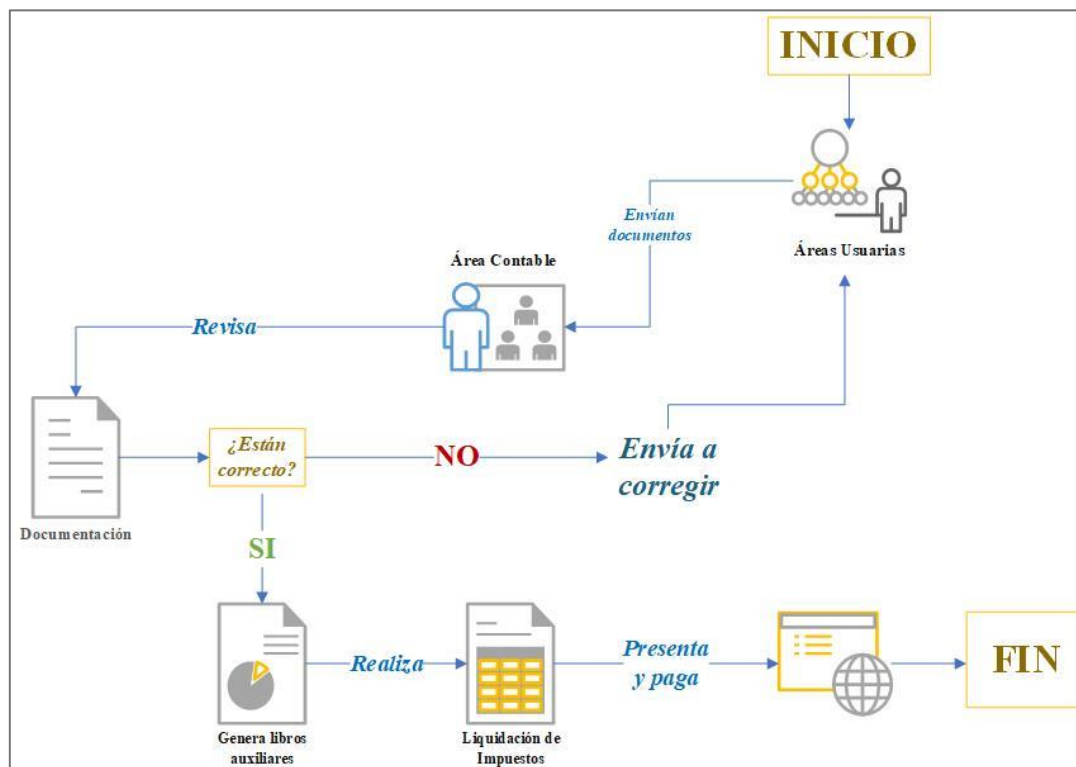 INICIO
Áreas Usuarias
Envían
documentos
Área Contable
Revisa
Documentación
¿Están
correcto?
NO
Envía a
corregir
SI
Genera libros
auxiliares
Realiza
Liquidación de
Impuestos
Presenta
y paga
FIN